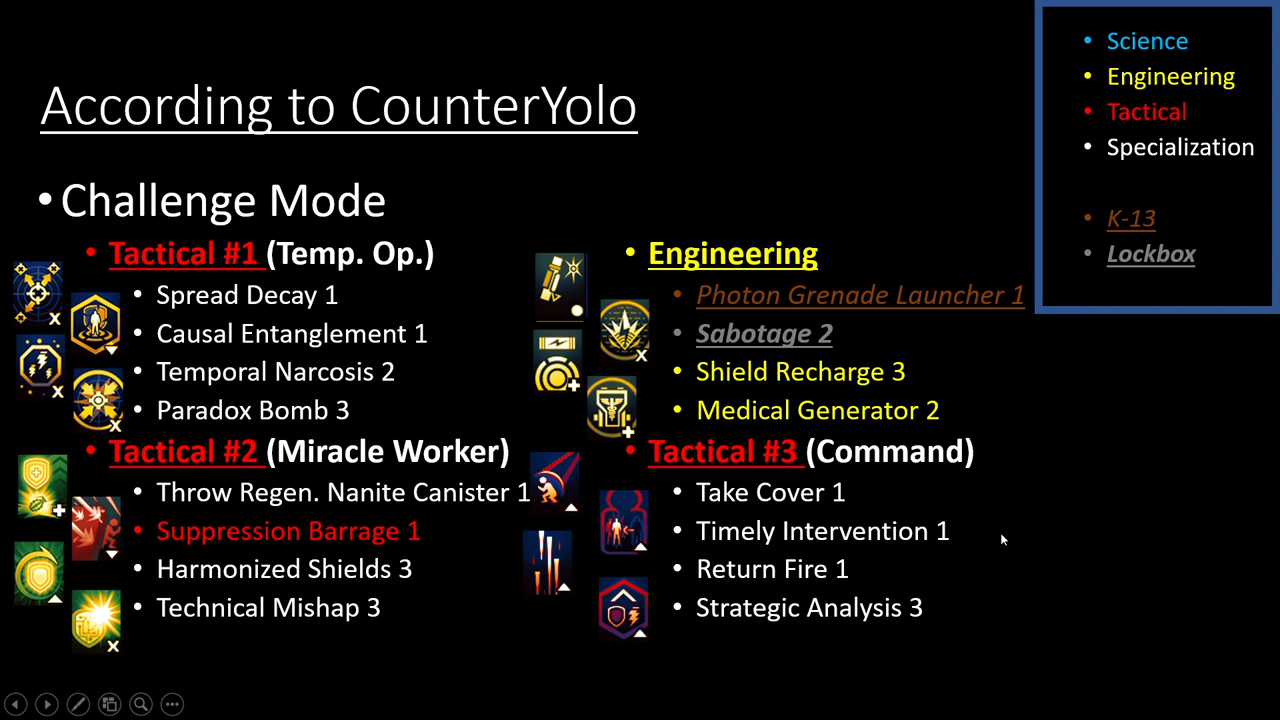 According to CounterYolo
• Challenge Mode
• Tactical #1 (Temp. Op.)
• Spread Decay 1
• Causal Entanglement 1
• Temporal Narcosis 2
• Paradox Bomb 3
• Tactical #2 (Miracle Worker)
• Throw Regen. Nanite Canister 1
• Suppression Barrage 1
• Harmonized Shields 3
• Technical Mishap 3
• Engineering
• Photon Grenade Launcher 1
• Sabotage 2
• Shield Recharge 3
• Medical Generator 2
• Tactical #3 (Command)
• Take Cover 1
• Timely Intervention 1
• Return Fire 1
• Strategic Analysis 3
• Science
• Engineering
• Tactical
• Specialization
• K-13
• Lockbox